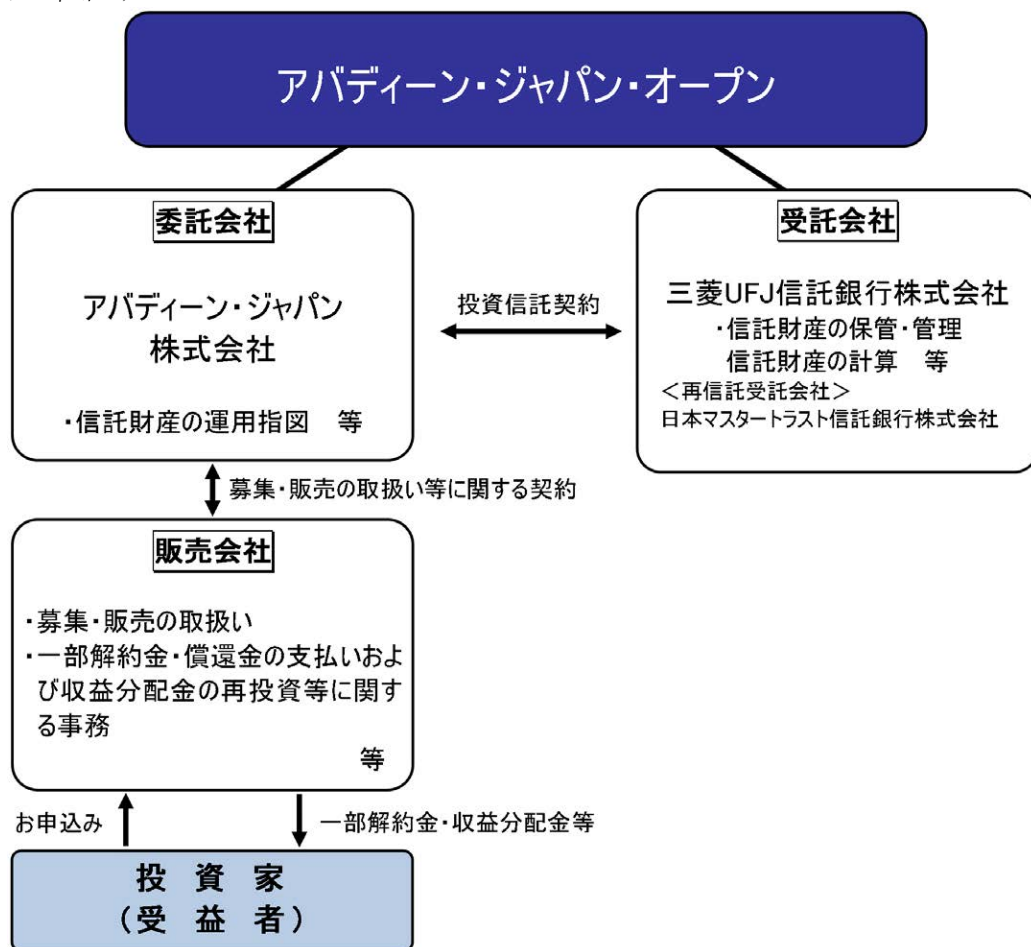 アバディーン・ジャパン・オープン
委託会社
アバディーン・ジャパン
株式会社
・信託財産の運用指図 等
投資信託契約
受託会社
三菱UFJ信託銀行株式会社
・信託財産の保管・管理
信託財産の計算 等
<再信託受託会社>
日本マスタートラスト信託銀行株式会社
募集・販売の取扱い等に関する契約
販売会社
・募集・販売の取扱い
・一部解約金・償還金の支払いおよ
び収益分配金の再投資等に関す
る事務
等
お申込み
一部解約金・収益分配金等
投 資 家
(受 益 者)